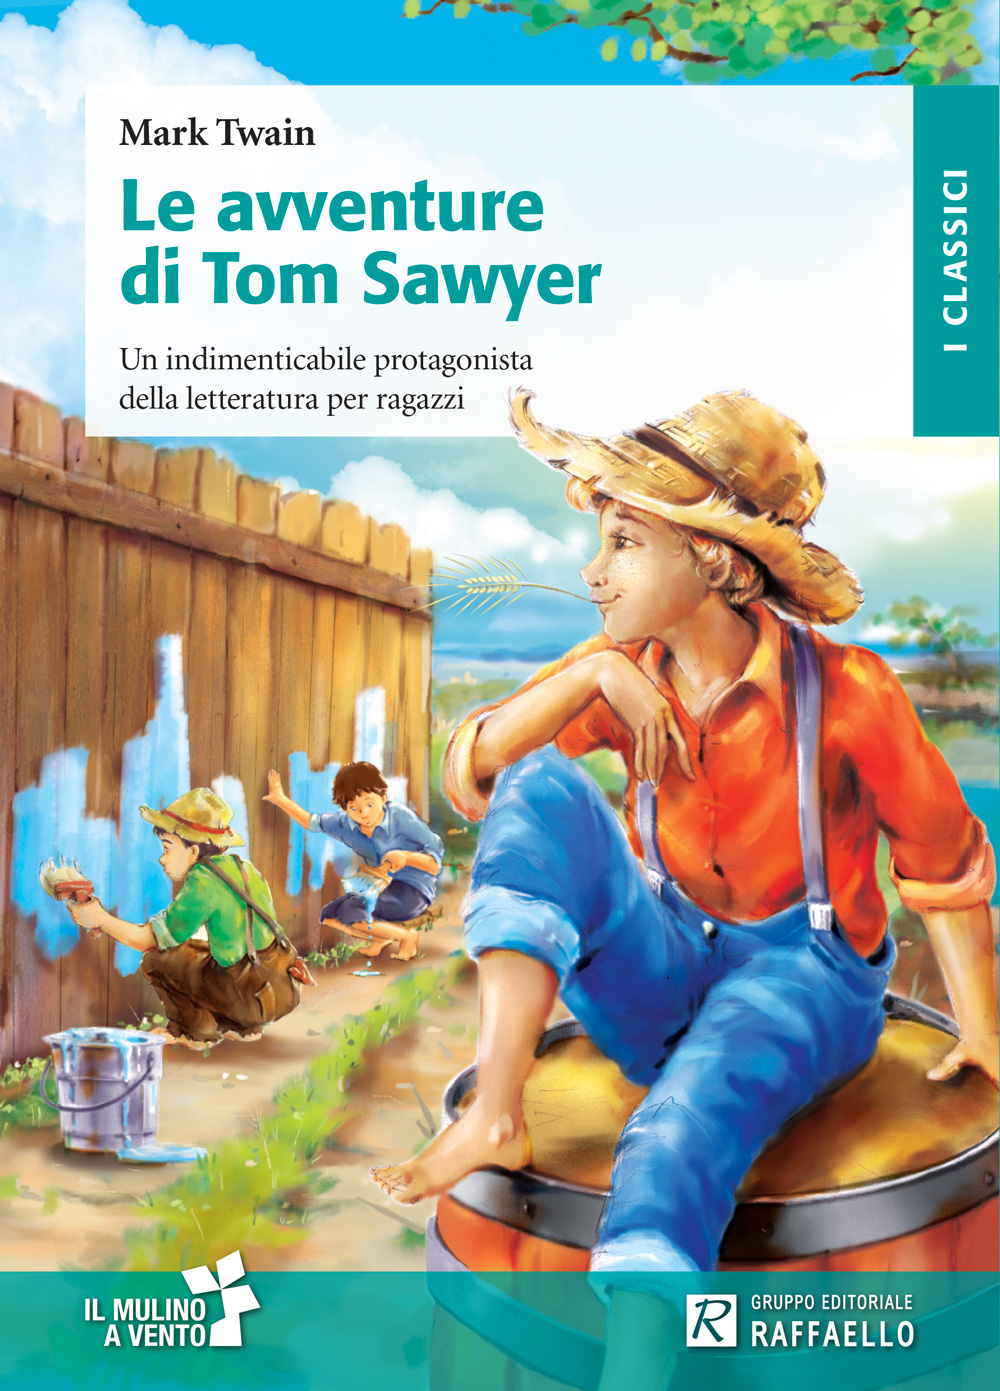 Mark Twain
Le avventure
di Tom Sawyer
Un indimenticabile protagonista
della letteratura per ragazzi
I CLASSICI
IL MULINO
A VENTO
R
GRUPPO EDITORIALE
RAFFAELLO